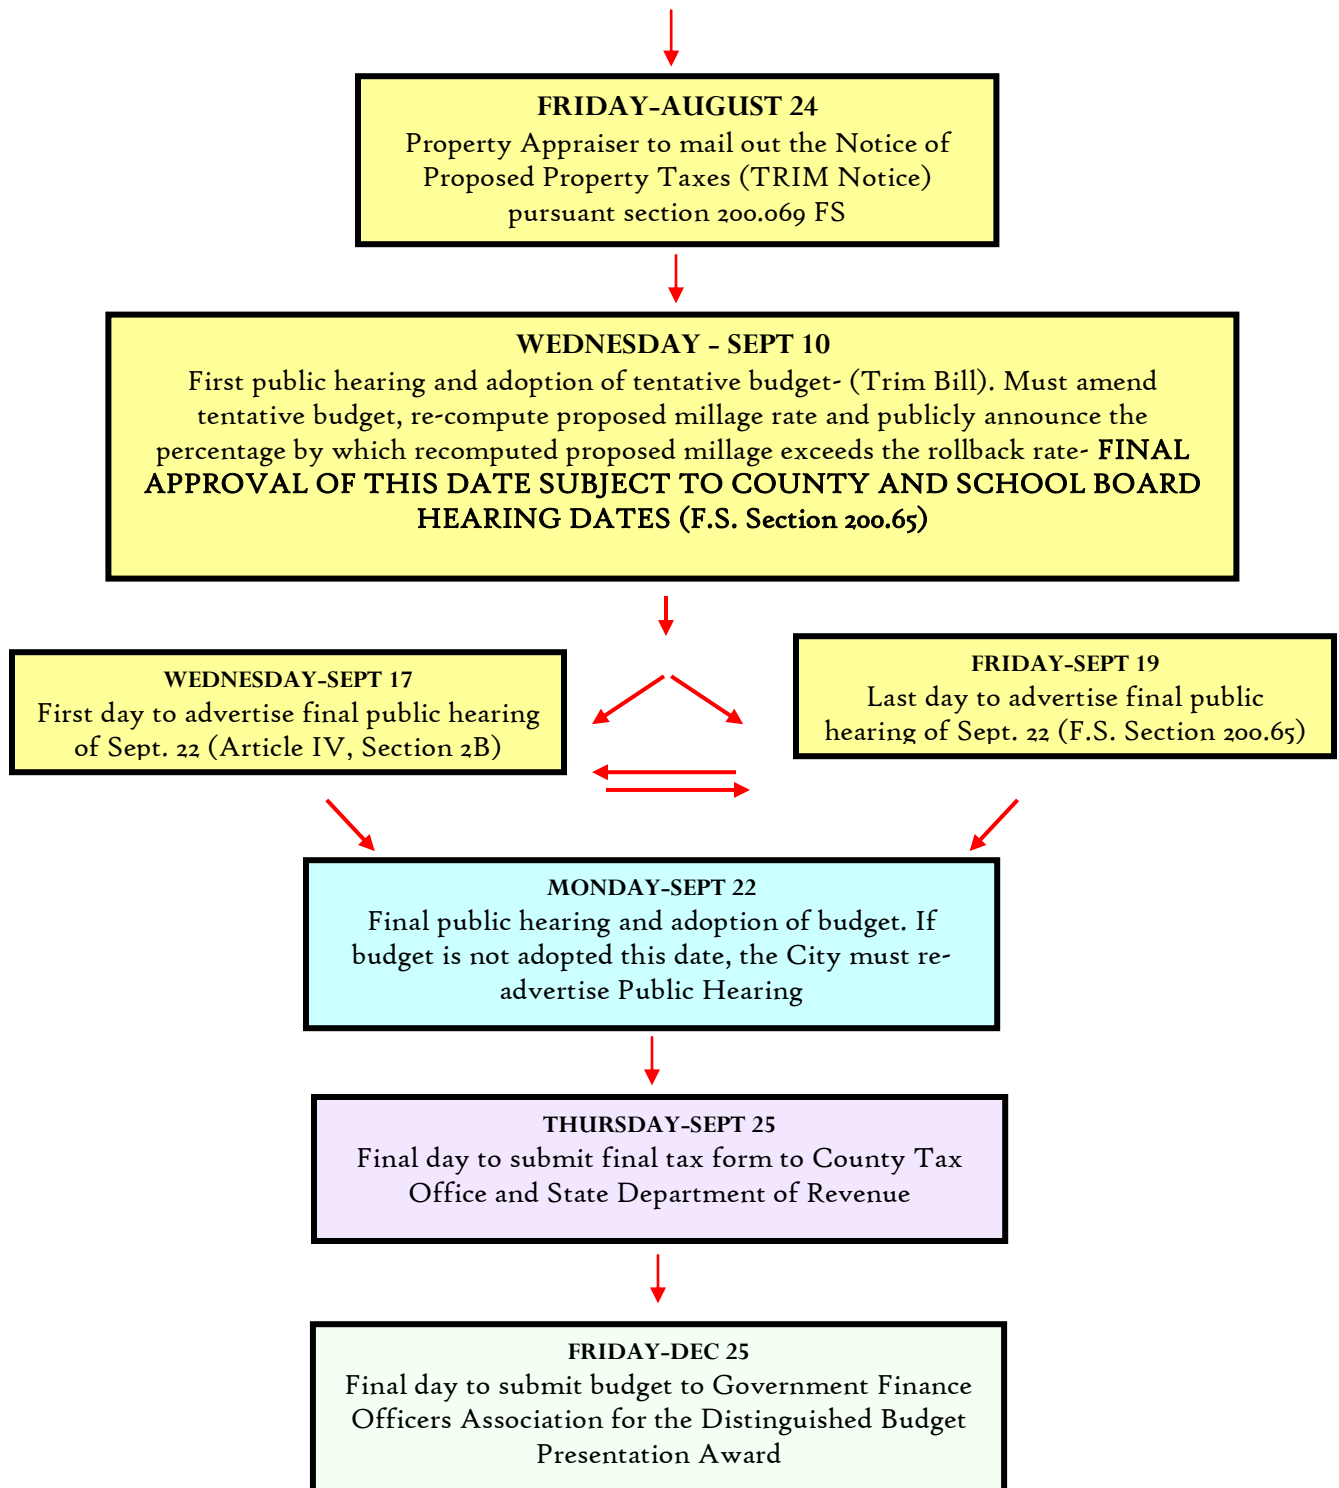 FRIDAY-AUGUST 24
Property Appraiser to mail out the Notice of
Proposed Property Taxes (TRIM Notice)
pursuant section 200.069 FS
WEDNESDAY - SEPT 10
First public hearing and adoption of tentative budget- (Trim Bill). Must amend
tentative budget, re-compute proposed millage rate and publicly announce the
percentage by which recomputed proposed millage exceeds the rollback rate- FINAL
APPROVAL OF THIS DATE SUBJECT TO COUNTY AND SCHOOL BOARD
HEARING DATES (F.S. Section 200.65)
WEDNESDAY-SEPT 17
First day to advertise final public hearing
of Sept. 22 (Article IV, Section 2B)
FRIDAY-SEPT 19
Last day to advertise final public
hearing of Sept. 22 (F.S. Section 200.65)
MONDAY-SEPT 22
Final public hearing and adoption of budget. If
budget is not adopted this date, the City must re-
advertise Public Hearing
THURSDAY-SEPT 25
Final day to submit final tax form to County Tax
Office and State Department of Revenue
FRIDAY-DEC 25
Final day to submit budget to Government Finance
Officers Association for the Distinguished Budget
Presentation Award